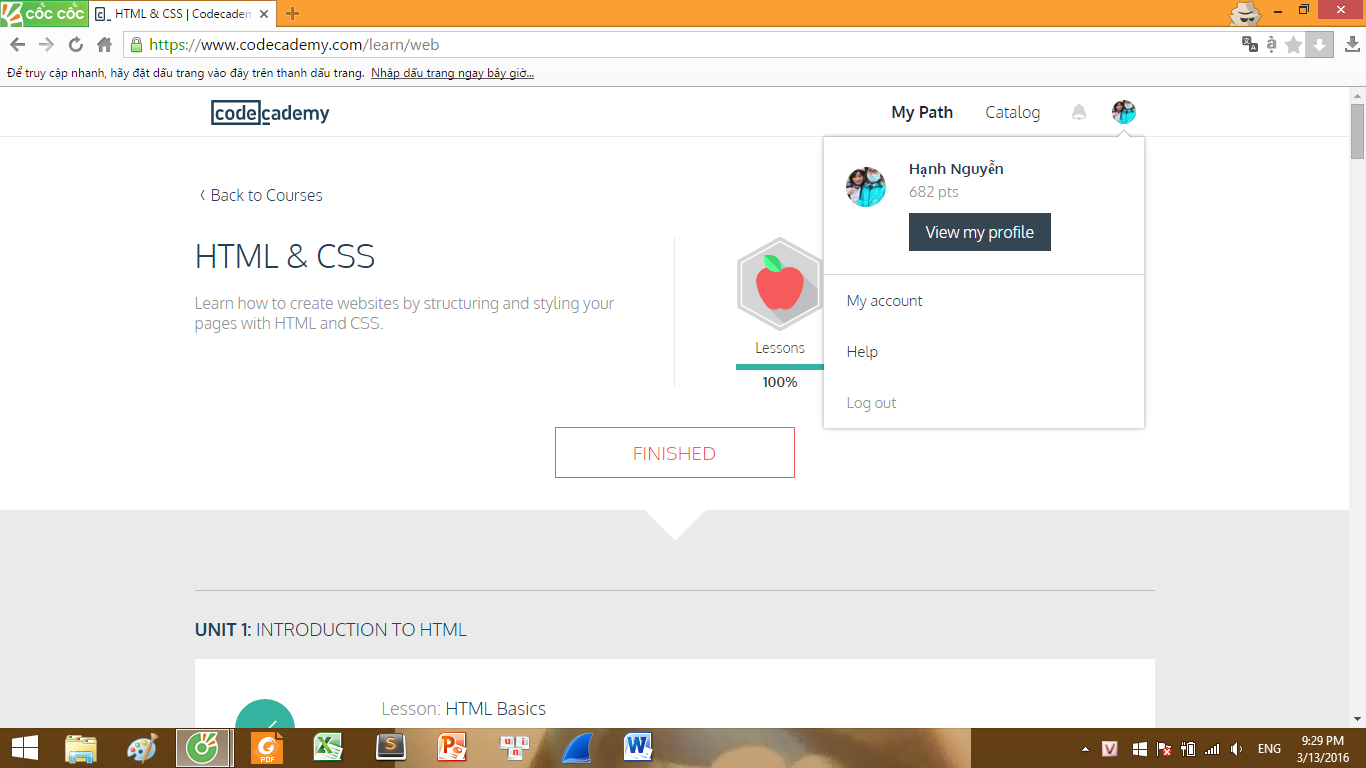 cốc cốc
HTML & CSS | Codecadem
https://www.codecademy.com/learn/web
Để truy cập nhanh, hãy đặt dấu trang vào đây trên thanh dấu trang. Nhập dấu trang ngay bây giờ...
codecademy
My Path
Catalog
Hạnh Nguyễn
682 pts
View my profile
My account
Help
Log out
Back to Courses
HTML & CSS
Learn how to create websites by structuring and styling your
pages with HTML and CSS.
Lessons
100%
FINISHED
UNIT 1: INTRODUCTION TO HTML
Lesson: HTML Basics
PDF
ENG
9:29 PM
3/13/2016